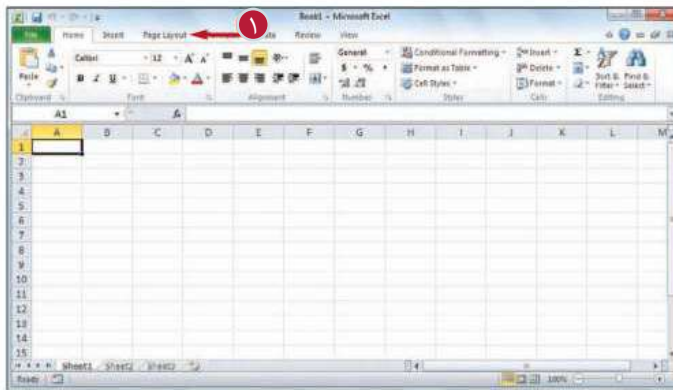 Book1 - Microsoft Excel
File Home Insert Page Layout ١ Review View
Calibri 12 A A General Conditional Formatting Insert Σ
Paste B I U $ % , Format as Table Delete Sort & Find &
Cell Styles Format Filter Select
Clipboard Font Alignment Number Styles Cells Editing
A1 fx
A B C D E F G H I J K L M
1
2
3
4
5
6
7
8
9
10
11
12
13
14
15
Sheet1 Sheet2 Sheet3
Ready 100%